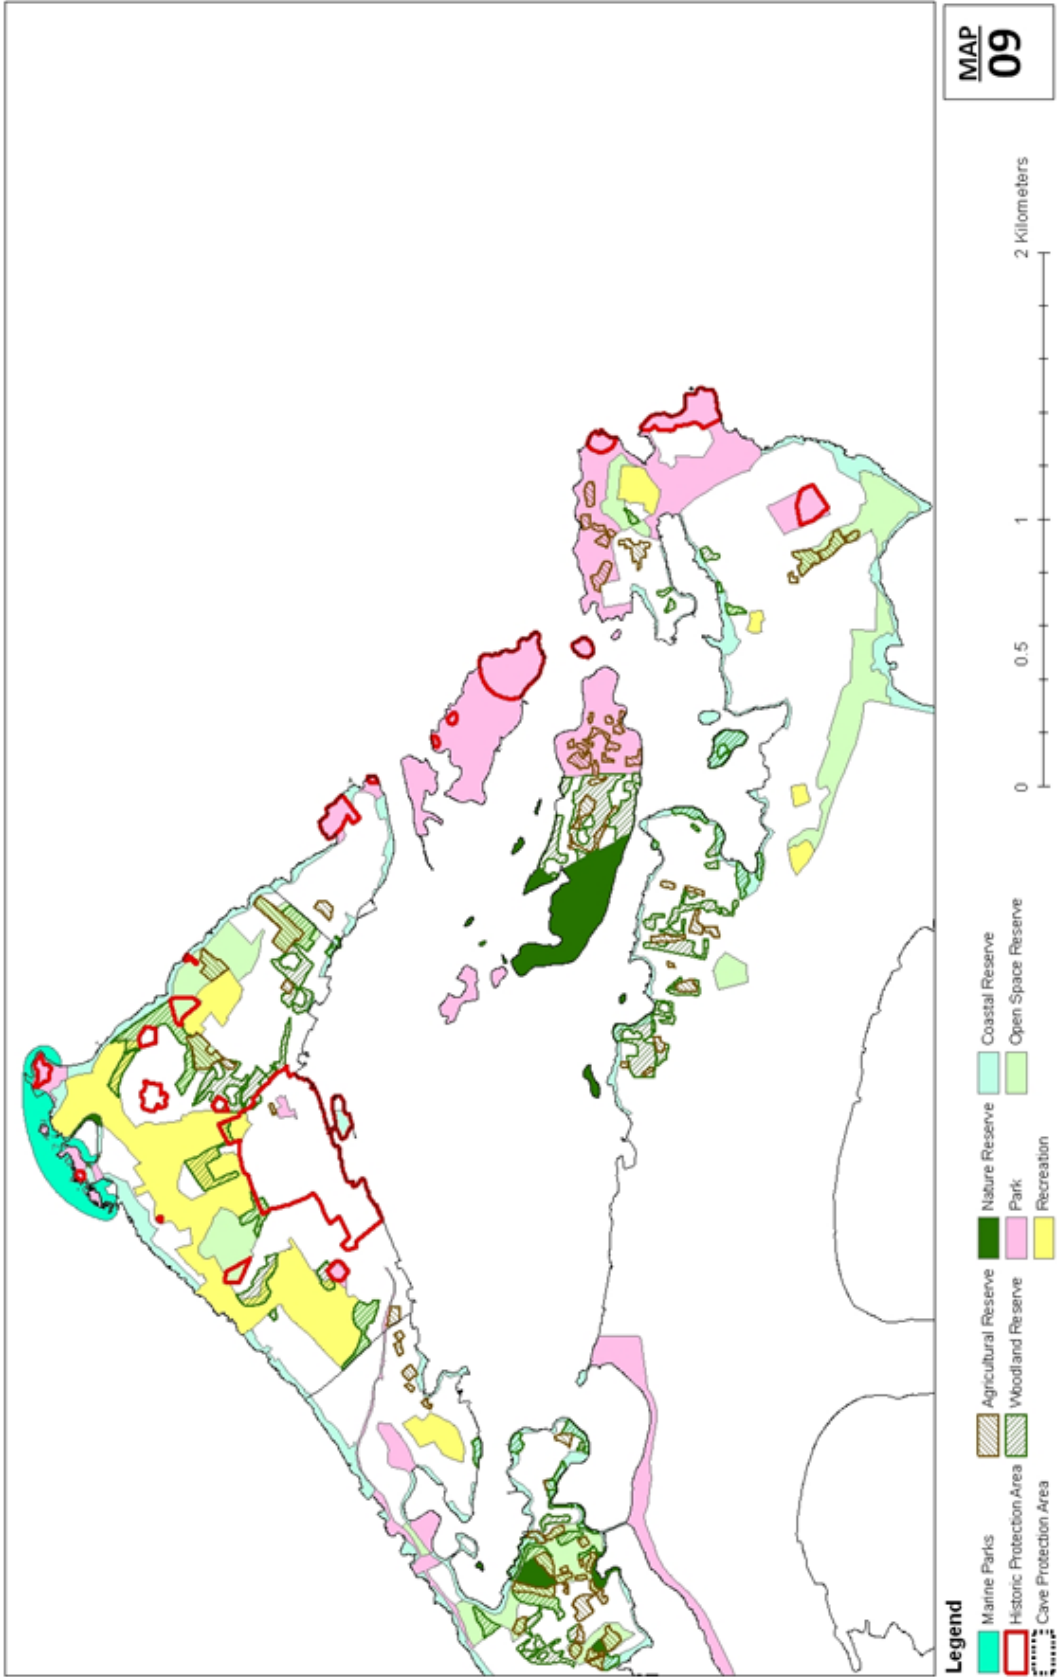 MAP
09
Legend
Marine Parks
Historic Protection Area
Cave Protection Area
Agricultural Reserve
Woodland Reserve
Nature Reserve
Park
Recreation
Coastal Reserve
Open Space Reserve
0 0.5 1 2 Kilometers